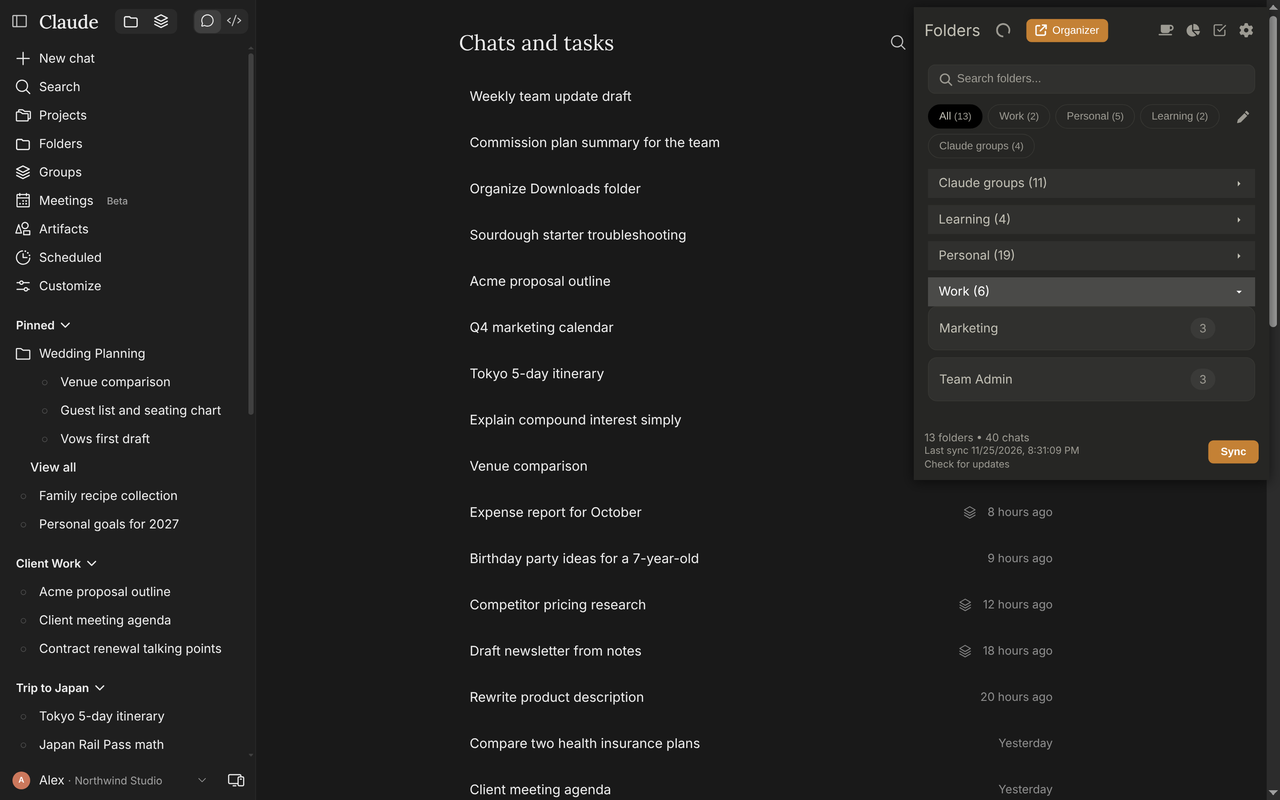 Claude
New chat
Search
Projects
Folders
Groups
Meetings Beta
Artifacts
Scheduled
Customize
Pinned
Wedding Planning
Venue comparison
Guest list and seating chart
Vows first draft
View all
Family recipe collection
Personal goals for 2027
Client Work
Acme proposal outline
Client meeting agenda
Contract renewal talking points
Trip to Japan
Tokyo 5-day itinerary
Japan Rail Pass math
A Alex · Northwind Studio
Chats and tasks
Weekly team update draft
Commission plan summary for the team
Organize Downloads folder
Sourdough starter troubleshooting
Acme proposal outline
Q4 marketing calendar
Tokyo 5-day itinerary
Explain compound interest simply
Venue comparison
Expense report for October 8 hours ago
Birthday party ideas for a 7-year-old 9 hours ago
Competitor pricing research 12 hours ago
Draft newsletter from notes 18 hours ago
Rewrite product description 20 hours ago
Compare two health insurance plans Yesterday
Client meeting agenda Yesterday
Folders Organizer
Search folders...
All (13) Work (2) Personal (5) Learning (2)
Claude groups (4)
Claude groups (11)
Learning (4)
Personal (19)
Work (6)
Marketing 3
Team Admin 3
13 folders • 40 chats
Last sync 11/25/2026, 8:31:09 PM
Check for updates
Sync